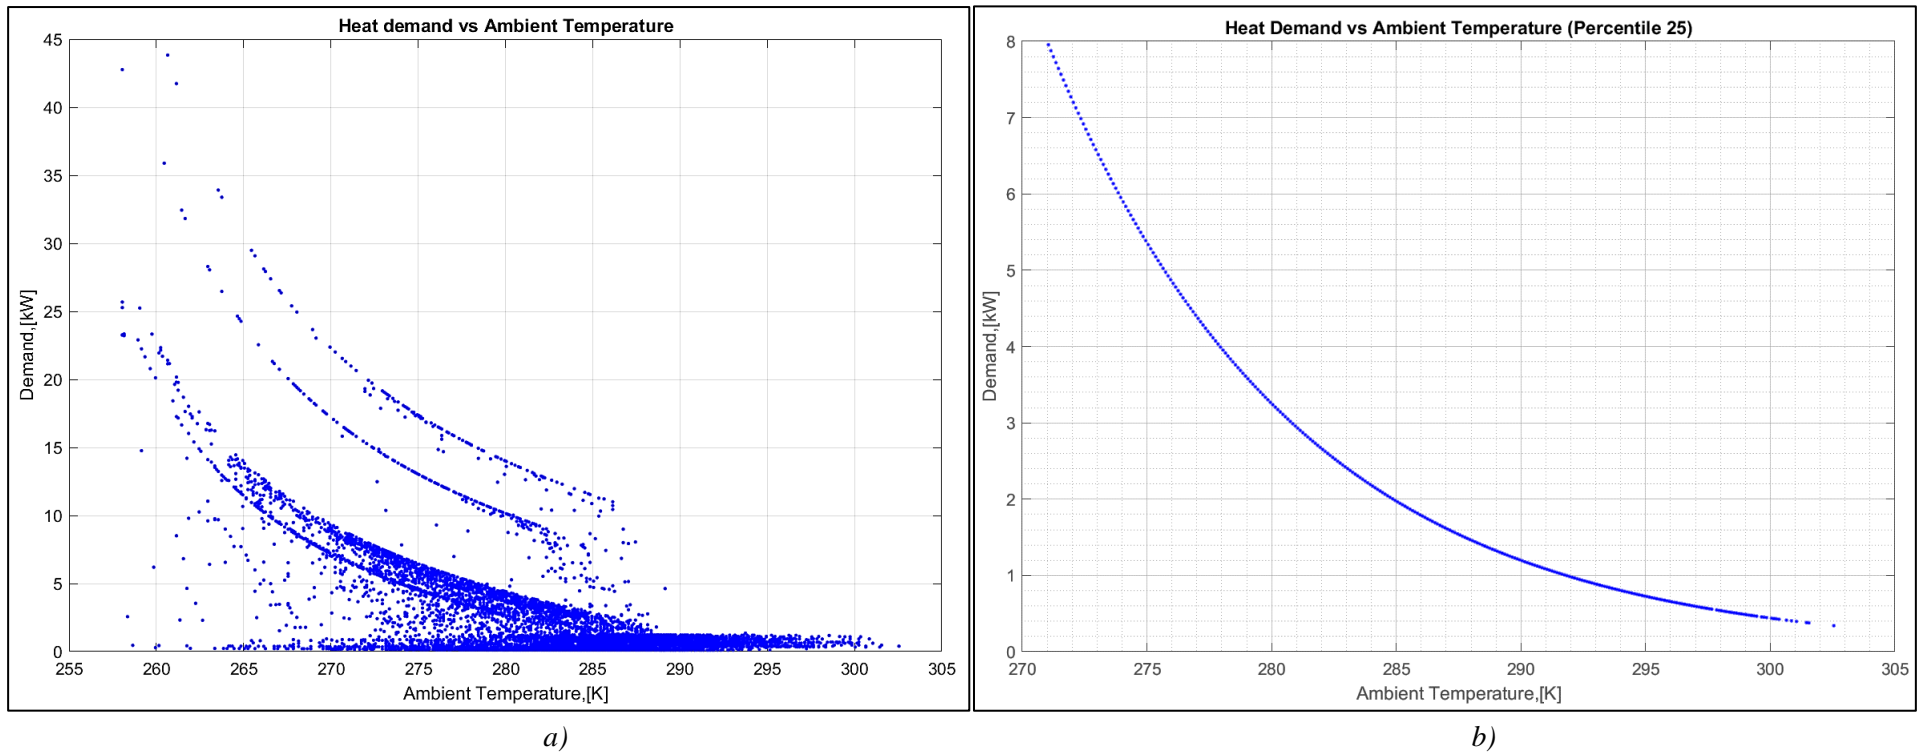 Heat demand vs Ambient Temperature
45
40
35
30
25
20
15
10
5
0
Demand,[kW]
255 260 265 270 275 280 285 290 295 300 305
Ambient Temperature,[K]
a)
Heat Demand vs Ambient Temperature (Percentile 25)
8
7
6
5
4
3
2
1
0
Demand,[kW]
270 275 280 285 290 295 300 305
Ambient Temperature,[K]
b)